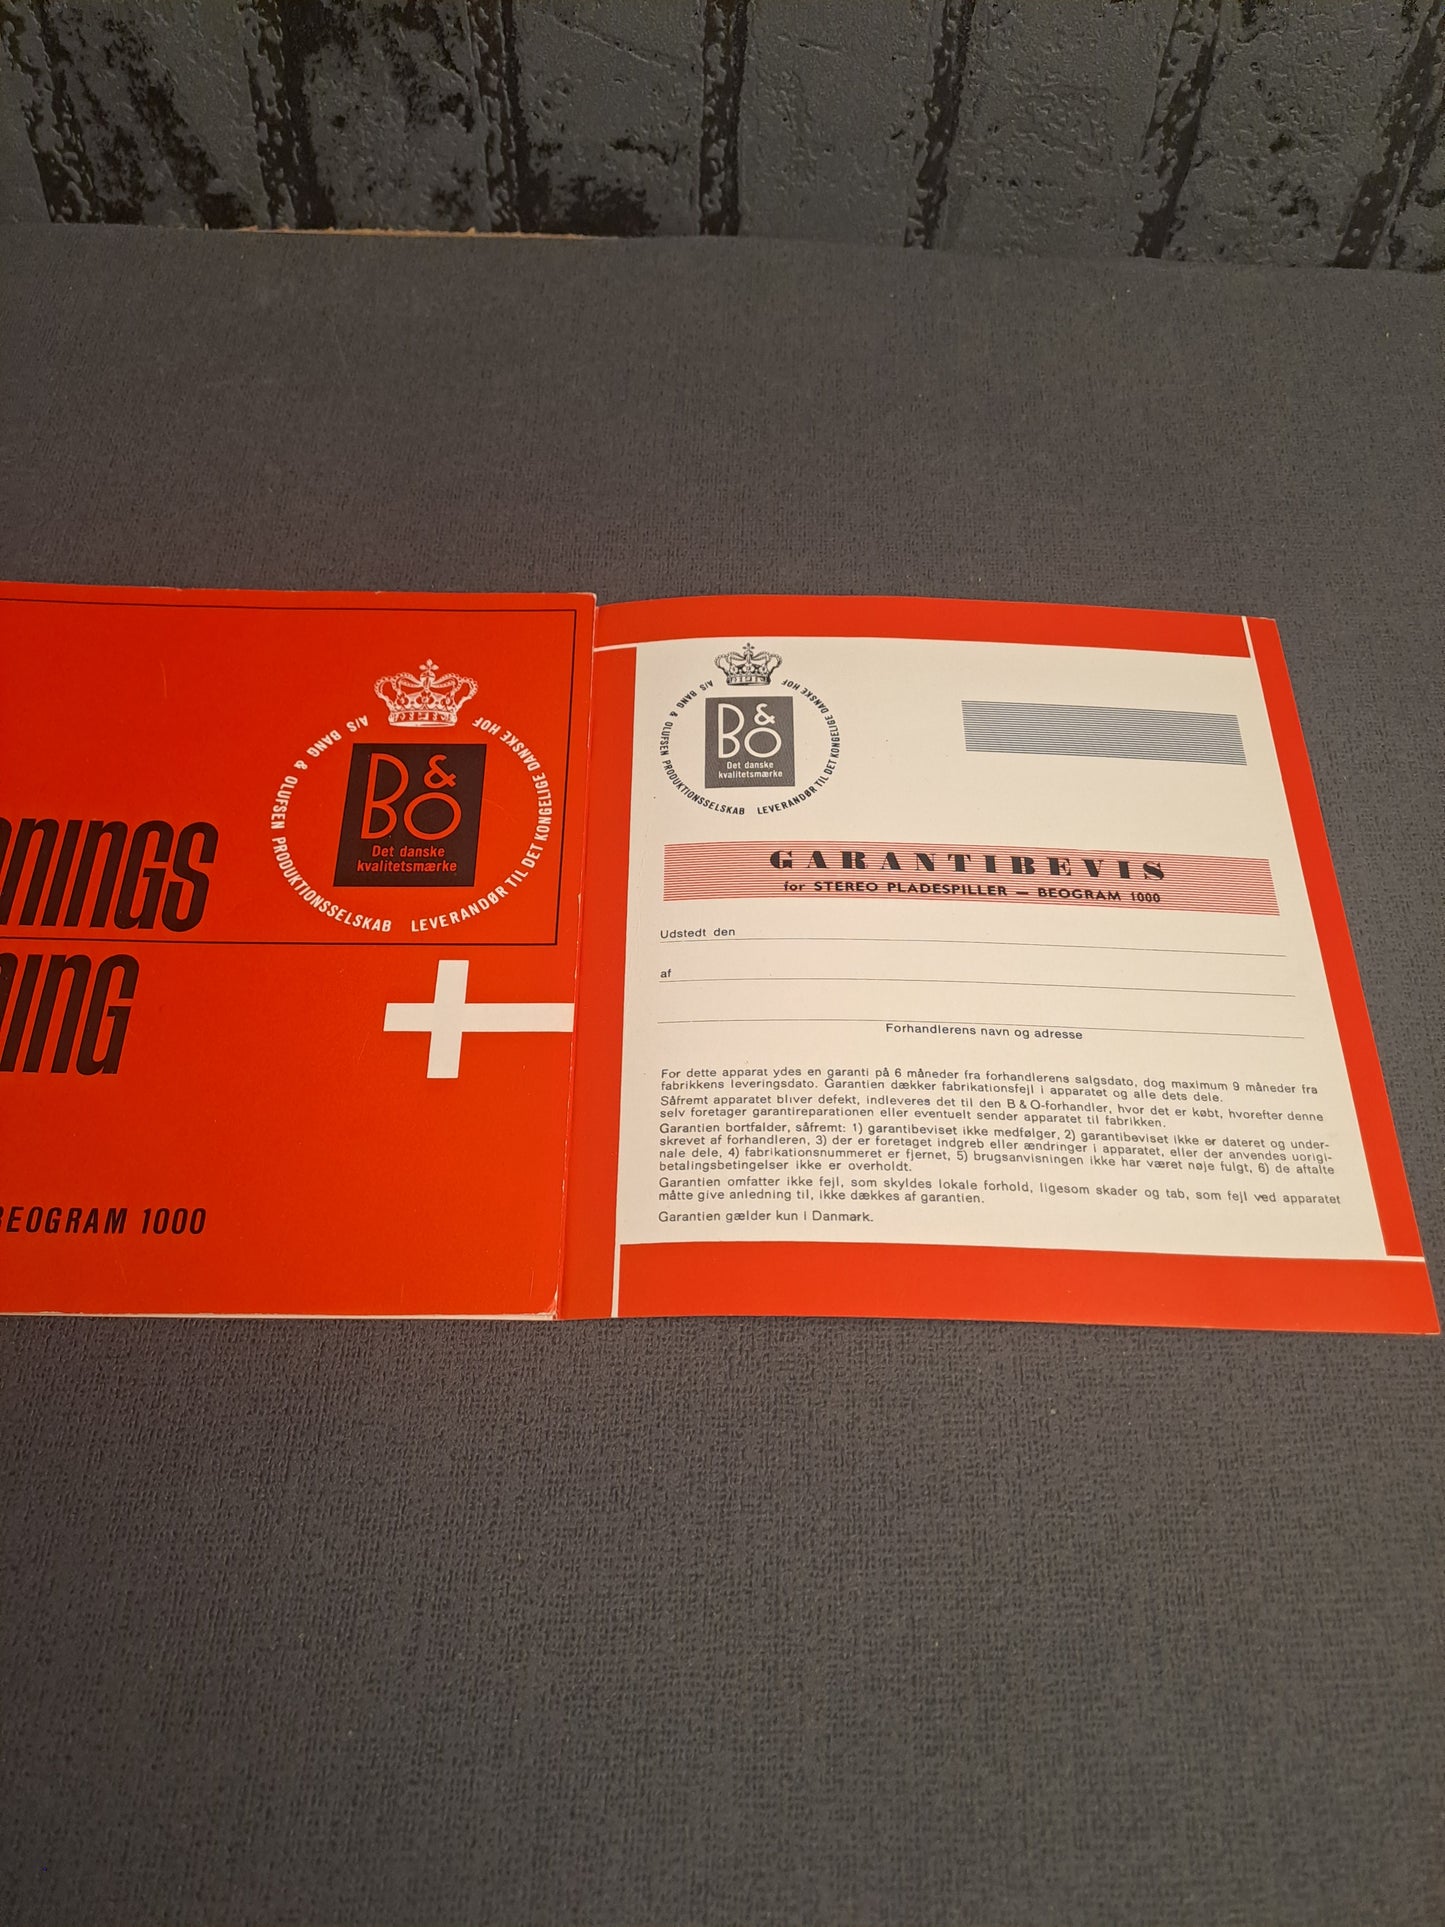 A/S BANG & OLUFSEN PRODUKTIONSSELSKAB LEVERANDØR TIL DET KONGELIGE DANSKE HOF
B&O
Det danske
kvalitetsmærke
NINGS
NING
BEOGRAM 1000
A/S BANG & OLUFSEN PRODUKTIONSSELSKAB LEVERANDØR TIL DET KONGELIGE DANSKE HOF
B&O
Det danske
kvalitetsmærke
GARANTIBEVIS
for STEREO PLADESPILLER — BEOGRAM 1000
Udstedt den
af
Forhandlerens navn og adresse
For dette apparat ydes en garanti på 6 måneder fra forhandlerens salgsdato, dog maximum 9 måneder fra
fabrikkens leveringsdato. Garantien dækker fabrikationsfejl i apparatet og alle dets dele.
Såfremt apparatet bliver defekt, indleveres det til den B & O-forhandler, hvor det er købt, hvorefter denne
selv foretager garantireparationen eller eventuelt sender apparatet til fabrikken.
Garantien bortfalder, såfremt: 1) garantibeviset ikke medfølger, 2) garantibeviset ikke er dateret og under-
skrevet af forhandleren, 3) der er foretaget indgreb eller ændringer i apparatet, eller der anvendes uorigi-
nale dele, 4) fabrikationsnummeret er fjernet, 5) brugsanvisningen ikke har været nøje fulgt, 6) de aftalte
betalingsbetingelser ikke er overholdt.
Garantien omfatter ikke fejl, som skyldes lokale forhold, ligesom skader og tab, som fejl ved apparatet
måtte give anledning til, ikke dækkes af garantien.
Garantien gælder kun i Danmark.